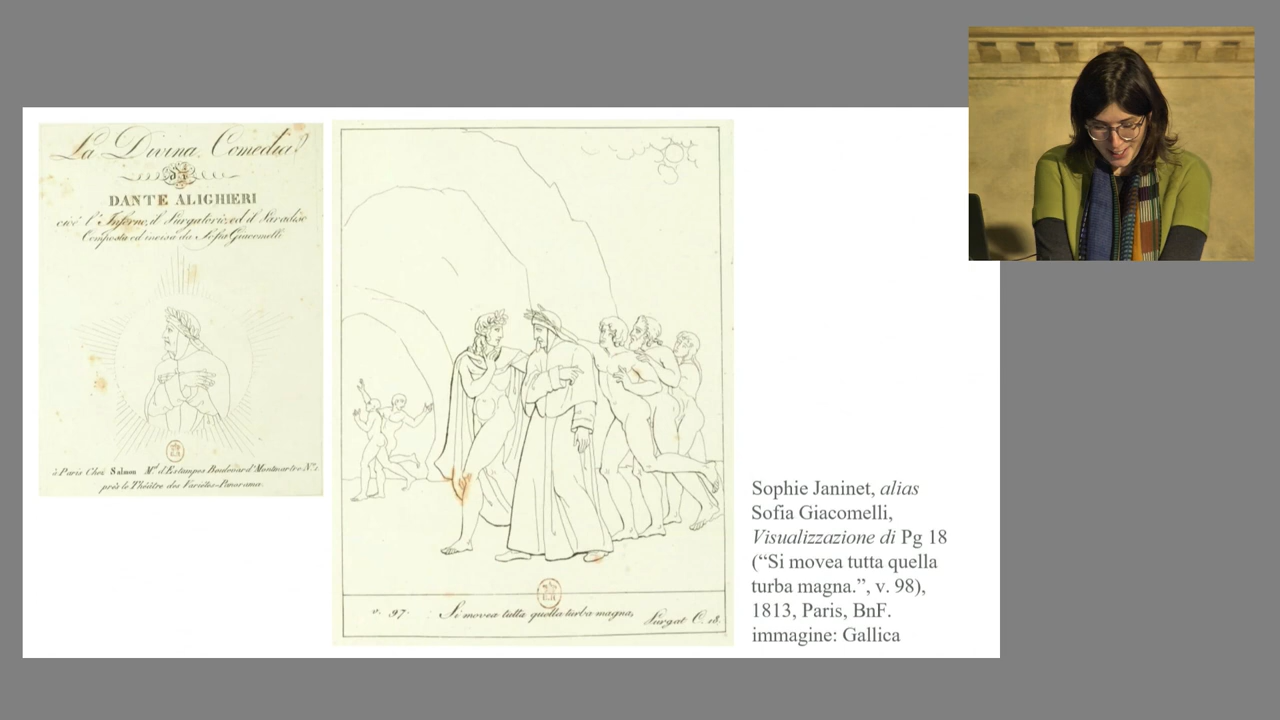 La Divina Comedia
DANTE ALIGHIERI
cioè l'Inferno, il Purgatorio, ed il Paradiso
Composta ed incisa da Sofia Giacomelli
à Paris Chez Salmon Md. d'Estampes Boulevard Montmartre No. 1.
près le Théâtre des Variétés-Panorama.
v. 97. Si movea tutta quella turba magna,
Purgat C. 18.
Sophie Janinet, alias
Sofia Giacomelli,
Visualizzazione di Pg 18
(“Si movea tutta quella
turba magna.”, v. 98),
1813, Paris, BnF.
immagine: Gallica